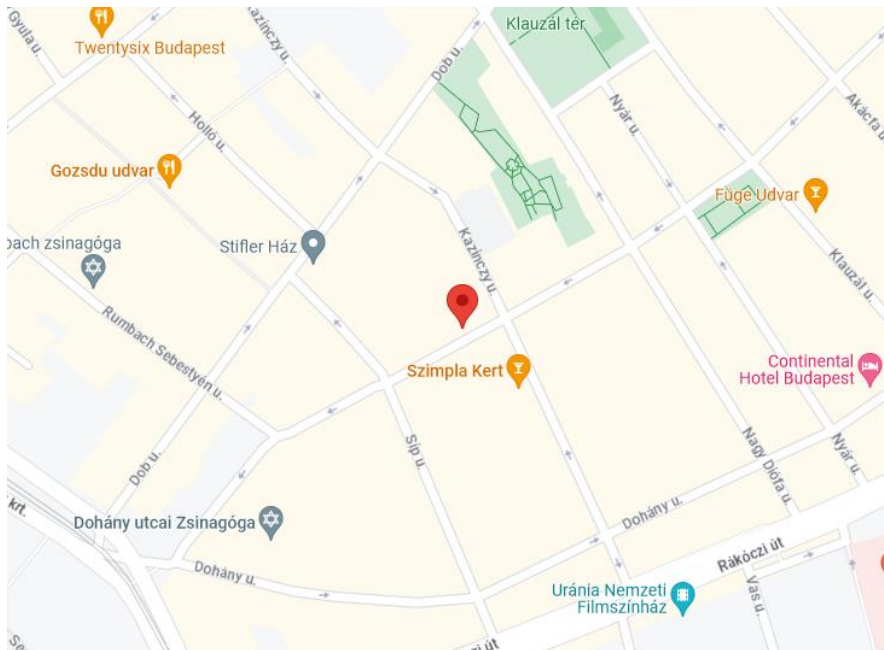 Klauzál tér
Twentysix Budapest
Gyula u.
Kazinczy u.
Dob u.
Nyár u.
Akácfa u.
Holló u.
Gozsdu udvar
Füge Udvar
bach zsinagóga
Stifler Ház
Kazinczy u.
Klauzál u.
Rumbach Sebestyén u.
Szimpla Kert
Continental
Hotel Budapest
Dob u.
Síp u.
Nagy Diófa u.
Nyár u.
krt.
Dohány utcai Zsinagóga
Dohány u.
Rákóczi út
Dohány u.
Uránia Nemzeti
Filmszínház
Vas u.
út